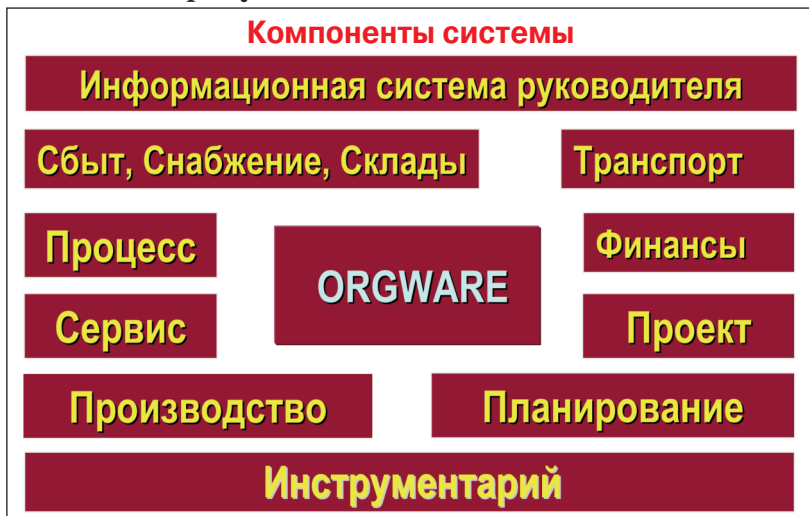 Компоненты системы
Информационная система руководителя
Сбыт, Снабжение, Склады
Транспорт
Процесс
Финансы
ORGWARE
Сервис
Проект
Производство
Планирование
Инструментарий